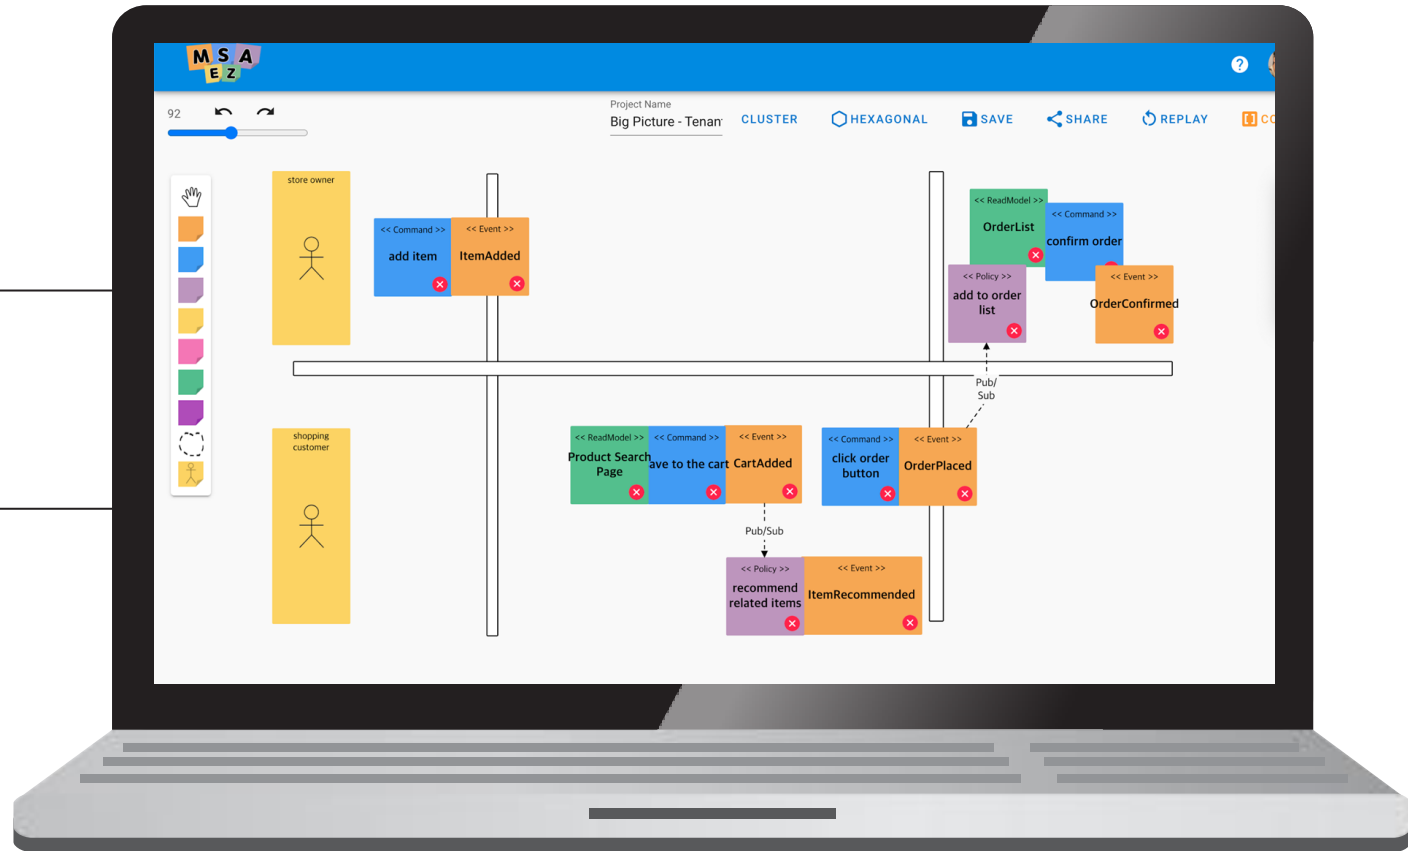 M S A
E Z
?
92
Project Name
Big Picture - Tenan
CLUSTER
HEXAGONAL
SAVE
SHARE
REPLAY
store owner
<< Command >>
add item
<< Event >>
ItemAdded
<< ReadModel >>
OrderList
<< Command >>
confirm order
<< Policy >>
add to order
list
<< Event >>
OrderConfirmed
Pub/
Sub
shopping
customer
<< ReadModel >>
Product Search
Page
<< Command >>
ave to the cart
<< Event >>
CartAdded
<< Command >>
click order
button
<< Event >>
OrderPlaced
Pub/Sub
<< Policy >>
recommend
related items
<< Event >>
ItemRecommended